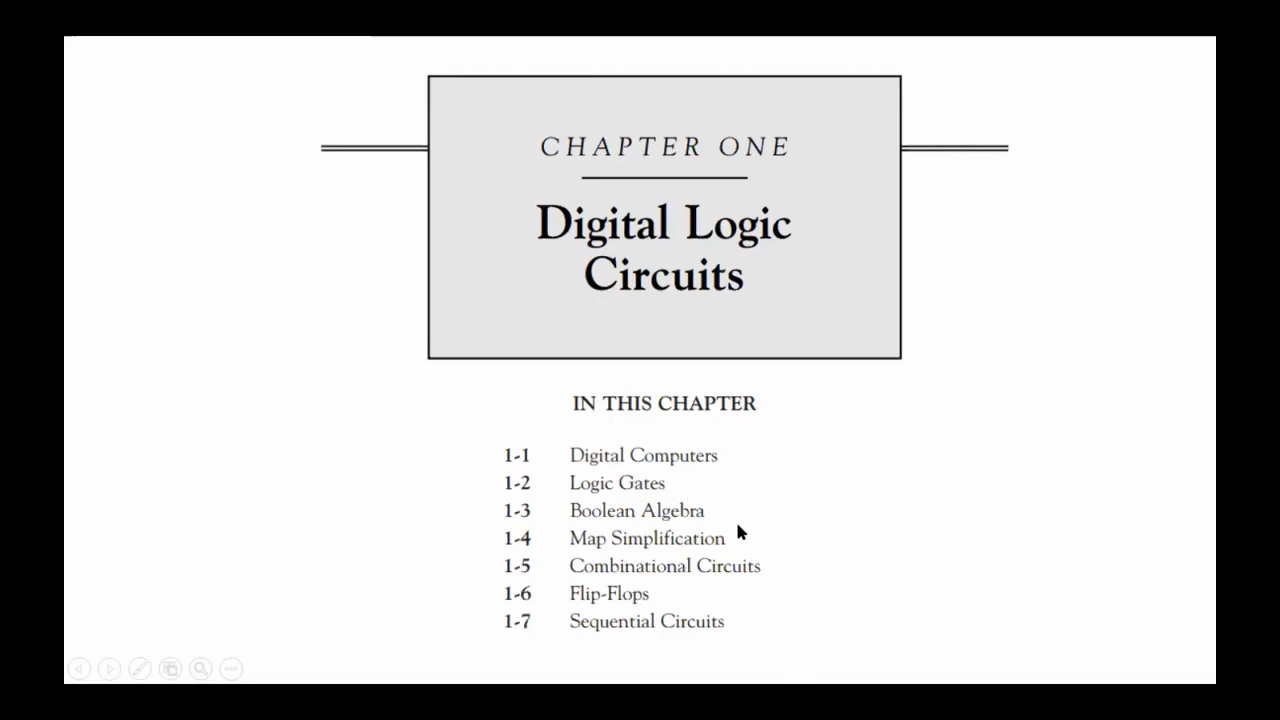 CHAPTER ONE
Digital Logic
Circuits
IN THIS CHAPTER
1-1 Digital Computers
1-2 Logic Gates
1-3 Boolean Algebra
1-4 Map Simplification
1-5 Combinational Circuits
1-6 Flip-Flops
1-7 Sequential Circuits